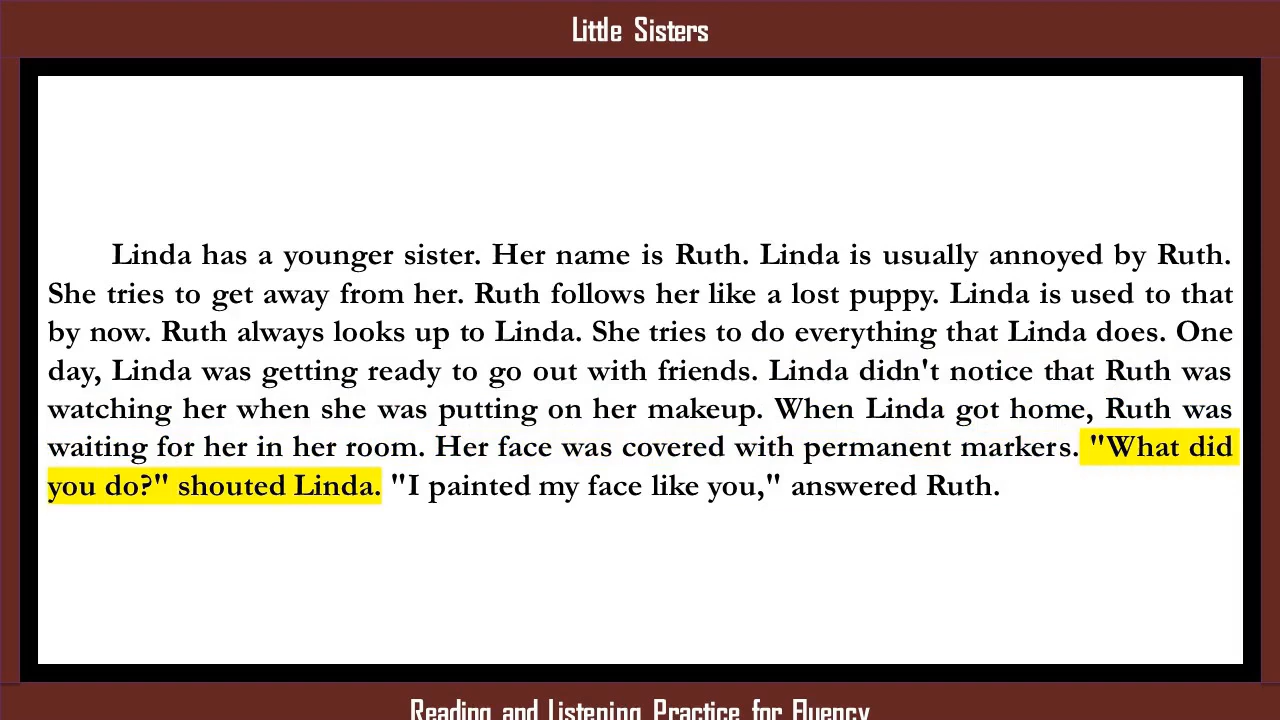 Little Sisters
Linda has a younger sister. Her name is Ruth. Linda is usually annoyed by Ruth.
She tries to get away from her. Ruth follows her like a lost puppy. Linda is used to that
by now. Ruth always looks up to Linda. She tries to do everything that Linda does. One
day, Linda was getting ready to go out with friends. Linda didn't notice that Ruth was
watching her when she was putting on her makeup. When Linda got home, Ruth was
waiting for her in her room. Her face was covered with permanent markers. "What did
you do?" shouted Linda. "I painted my face like you," answered Ruth.
Reading and Listening Practice for Fluency